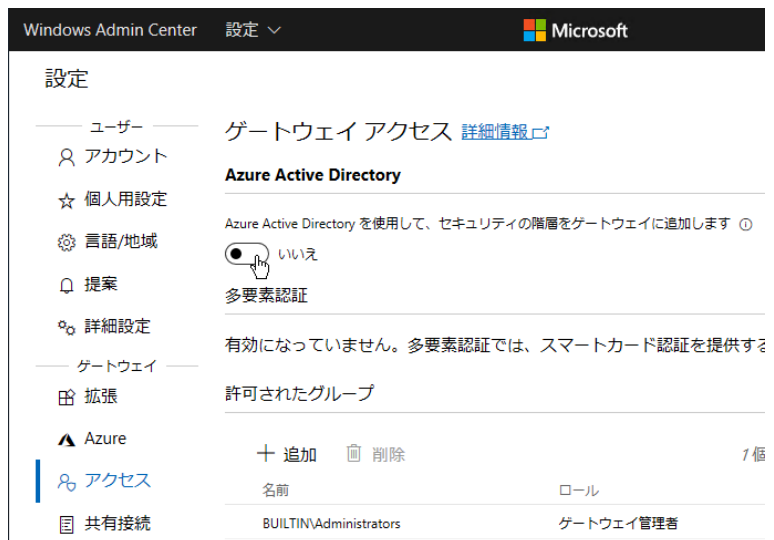 Windows Admin Center 設定 Microsoft
設定
ユーザー
アカウント
個人用設定
言語/地域
提案
詳細設定
ゲートウェイ
拡張
Azure
アクセス
共有接続
ゲートウェイ アクセス 詳細情報
Azure Active Directory
Azure Active Directory を使用して、セキュリティの階層をゲートウェイに追加します
いいえ
多要素認証
有効になっていません。多要素認証では、スマートカード認証を提供する
許可されたグループ
追加 削除 1個
名前 ロール
BUILTIN\Administrators ゲートウェイ管理者